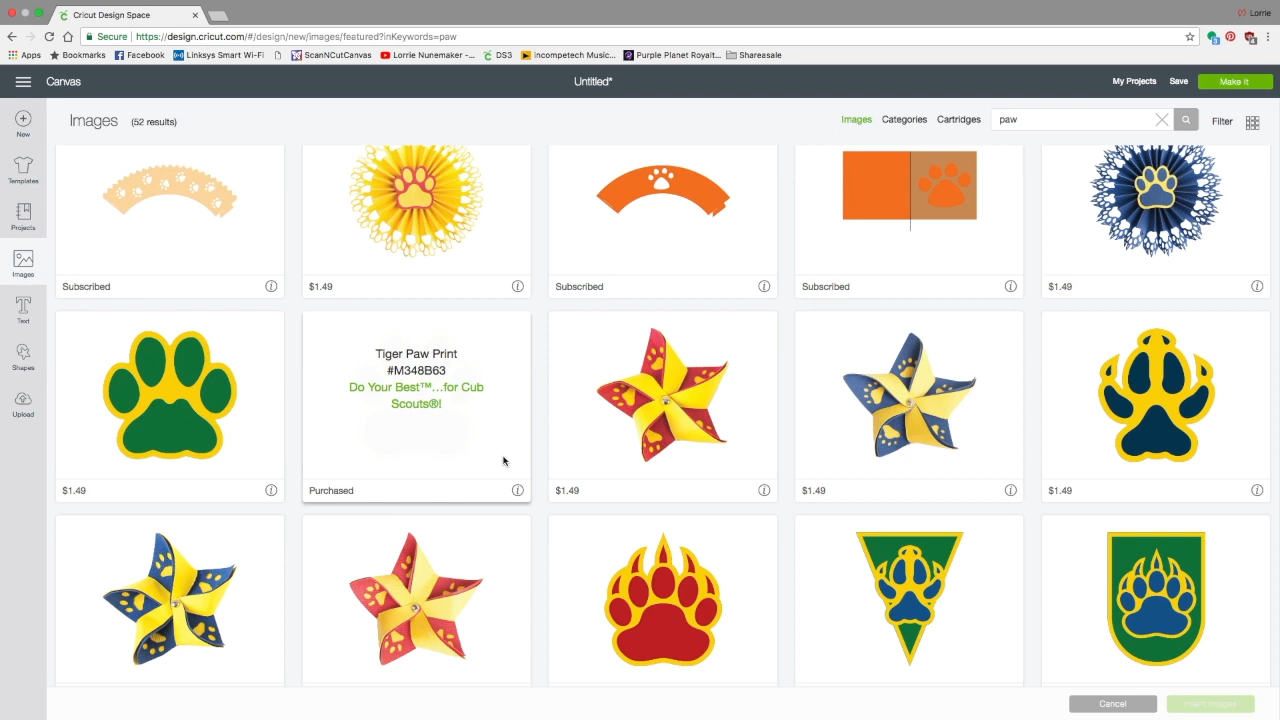 Cricut Design Space
Lorrie
Secure https://design.cricut.com/#/design/new/images/featured?inKeywords=paw
3
4
Apps Bookmarks Facebook Linksys Smart Wi-Fi ScanNCutCanvas Lorrie Nunemaker -... DS3 incompetech Music... Purple Planet Royalt... Shareasale
Canvas Untitled* My Projects Save Make It
New
Templates
Projects
Images
Text
Shapes
Upload
Images (52 results) Images Categories Cartridges paw Filter
Subscribed $1.49 Subscribed Subscribed $1.49
Tiger Paw Print
#M348B63
Do Your Best™...for Cub
Scouts®!
$1.49 Purchased $1.49 $1.49 $1.49
Cancel Insert Images